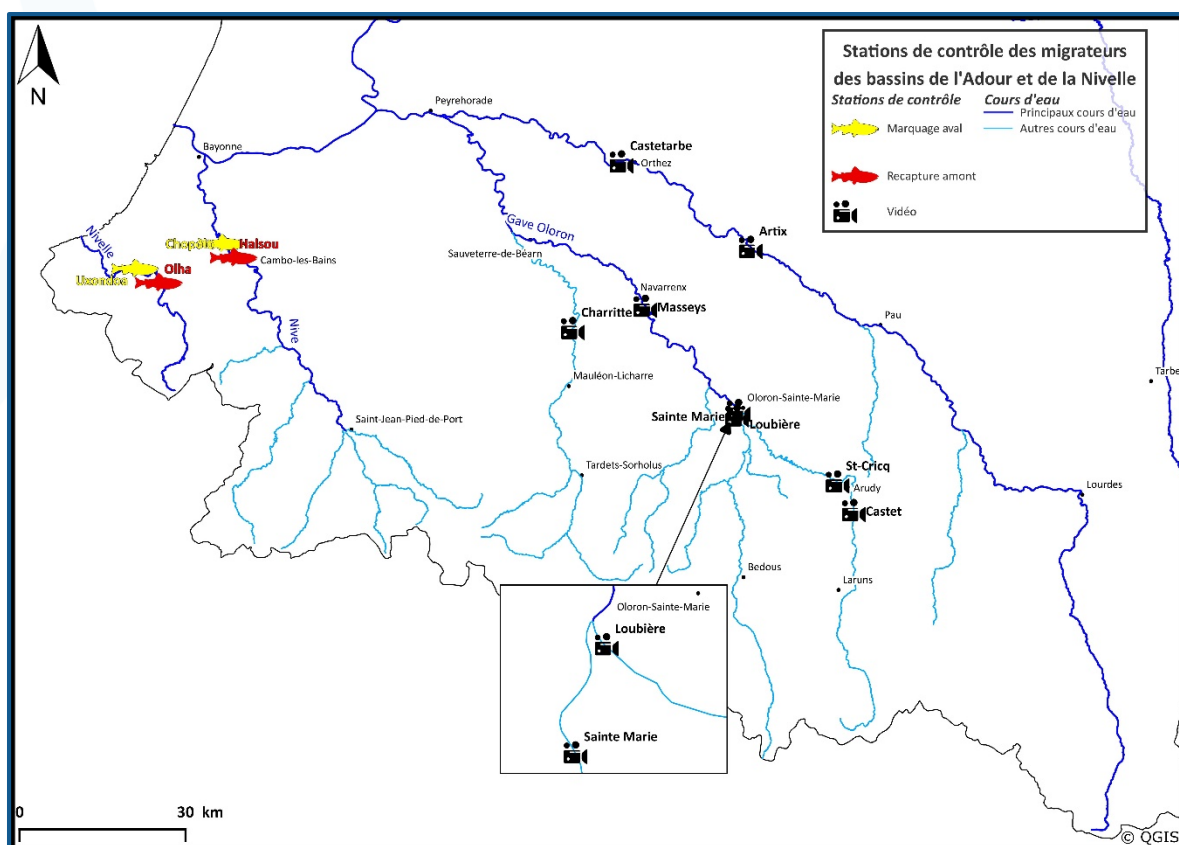 Stations de contrôle des migrateurs
des bassins de l'Adour et de la Nivelle
Stations de contrôle Cours d'eau
Principaux cours d'eau
Marquage aval Autres cours d'eau
Recapture amont
Vidéo
N
Peyrehorade
Bayonne
Castetarbe
Orthez
Nivelle
Halsou
Cambo-les-Bains
Olha
Uxondoa
Gave Oloron
Sauveterre-de-Béarn
Artix
Navarrenx
Masseys
Charritte
Pau
Nive
Mauléon-Licharre
Tarbe
Oloron-Sainte-Marie
Sainte Marie
Loubière
Saint-Jean-Pied-de-Port
Tardets-Sorholus
St-Cricq
Arudy
Lourdes
Castet
Bedous
Laruns
Oloron-Sainte-Marie
Loubière
Sainte Marie
0 30 km
© QGIS